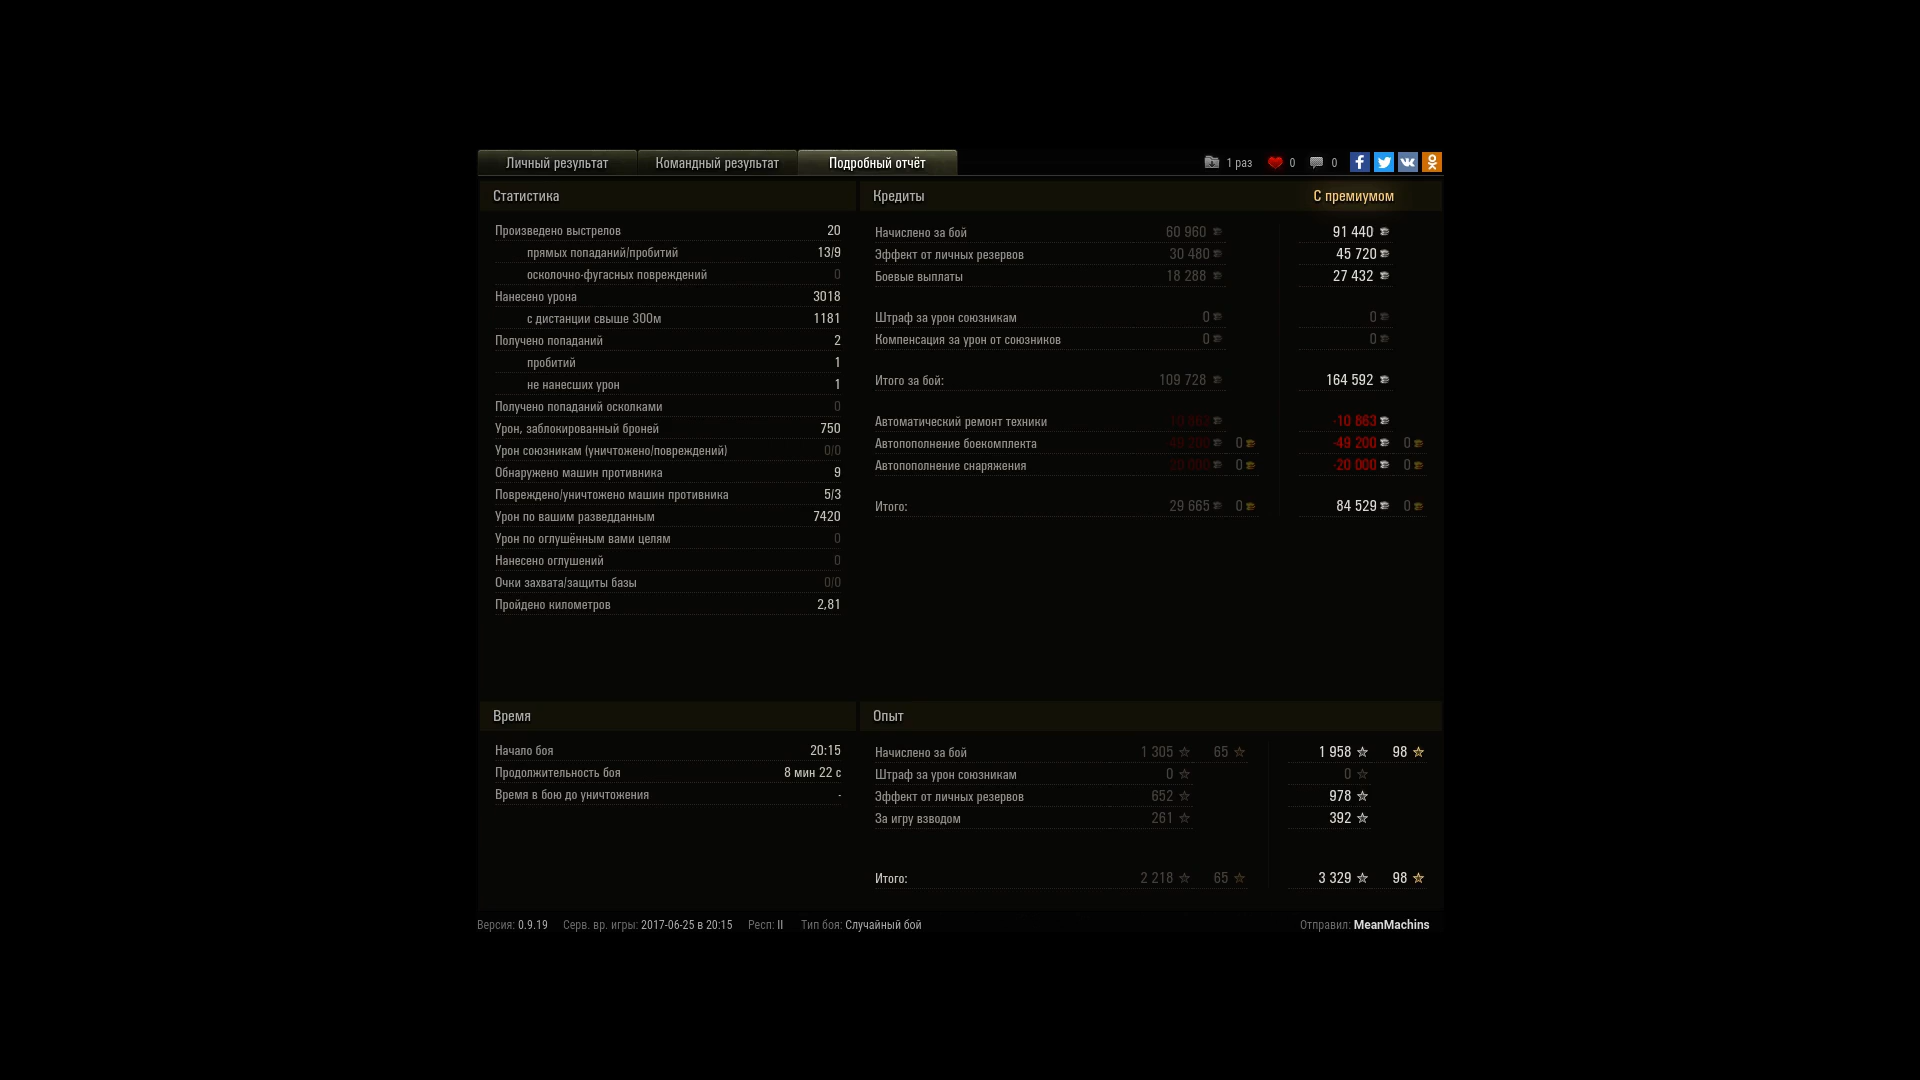 Личный результат Командный результат Подробный отчёт 1 раз 0 0
Статистика
Произведено выстрелов 20
прямых попаданий/пробитий 13/9
осколочно-фугасных повреждений 0
Нанесено урона 3018
с дистанции свыше 300м 1181
Получено попаданий 2
пробитий 1
не нанесших урон 1
Получено попаданий осколками 0
Урон, заблокированный броней 750
Урон союзникам (уничтожено/повреждений) 0/0
Обнаружено машин противника 9
Повреждено/уничтожено машин противника 5/3
Урон по вашим разведданным 7420
Урон по оглушённым вами целям 0
Нанесено оглушений 0
Очки захвата/защиты базы 0/0
Пройдено километров 2,81
Кредиты С премиумом
Начислено за бой 60 960 91 440
Эффект от личных резервов 30 480 45 720
Боевые выплаты 18 288 27 432
Штраф за урон союзникам 0 0
Компенсация за урон от союзников 0 0
Итого за бой: 109 728 164 592
Автоматический ремонт техники 10 863 -10 863
Автопополнение боекомплекта 49 200 0 -49 200 0
Автопополнение снаряжения 20 000 0 -20 000 0
Итого: 29 665 0 84 529 0
Время
Начало боя 20:15
Продолжительность боя 8 мин 22 с
Время в бою до уничтожения -
Опыт
Начислено за бой 1 305 65 1 958 98
Штраф за урон союзникам 0 0
Эффект от личных резервов 652 978
За игру взводом 261 392
Итого: 2 218 65 3 329 98
Версия: 0.9.19 Серв. вр. игры: 2017-06-25 в 20:15 Респ: II Тип боя: Случайный бой Отправил: MeanMachins